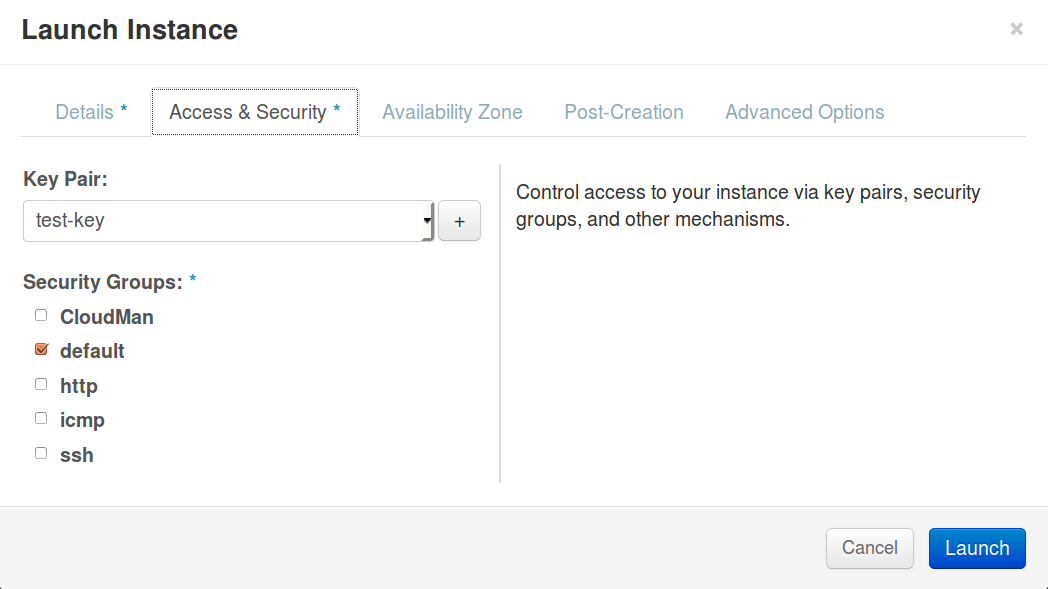 Launch Instance
×
Details * Access & Security * Availability Zone Post-Creation Advanced Options
Key Pair:
test-key
+
Security Groups: *
CloudMan
default
http
icmp
ssh
Control access to your instance via key pairs, security
groups, and other mechanisms.
Cancel Launch